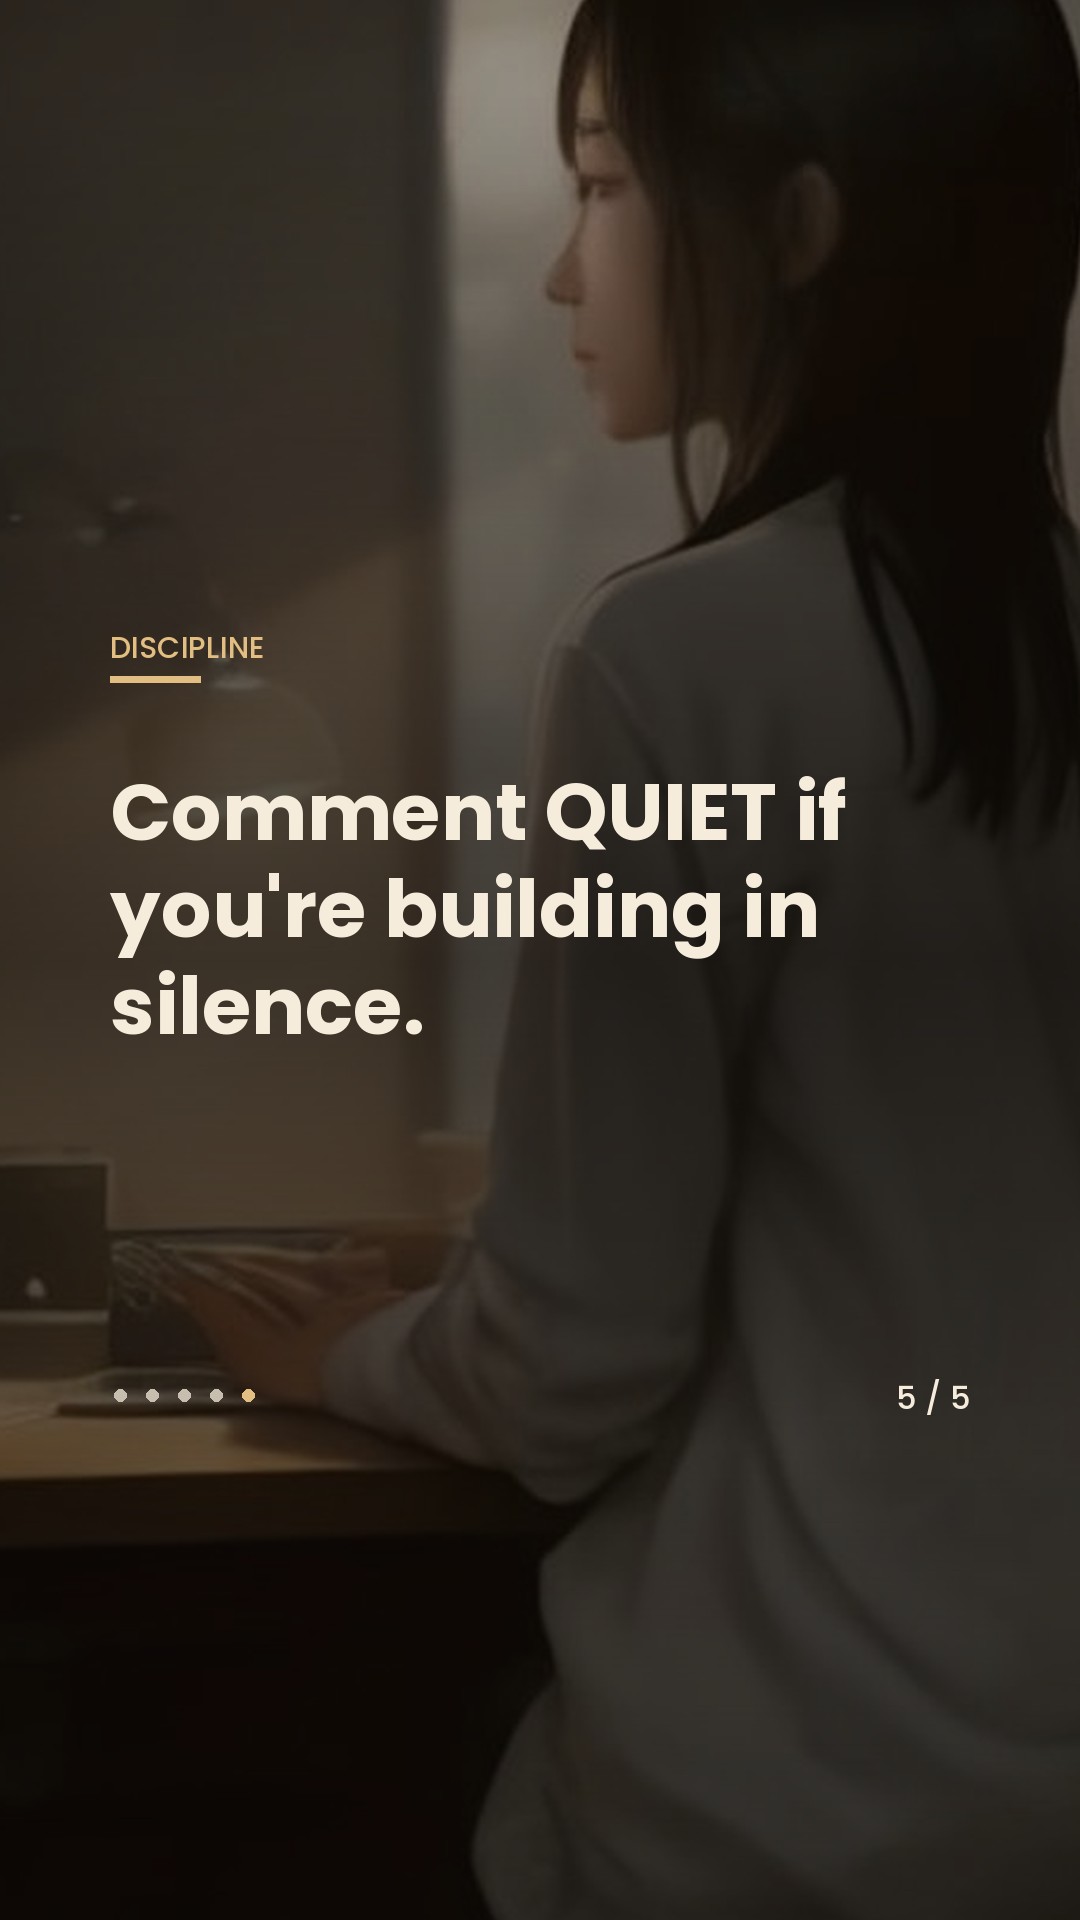 DISCIPLINE
Comment QUIET if
you're building in
silence.
5 / 5